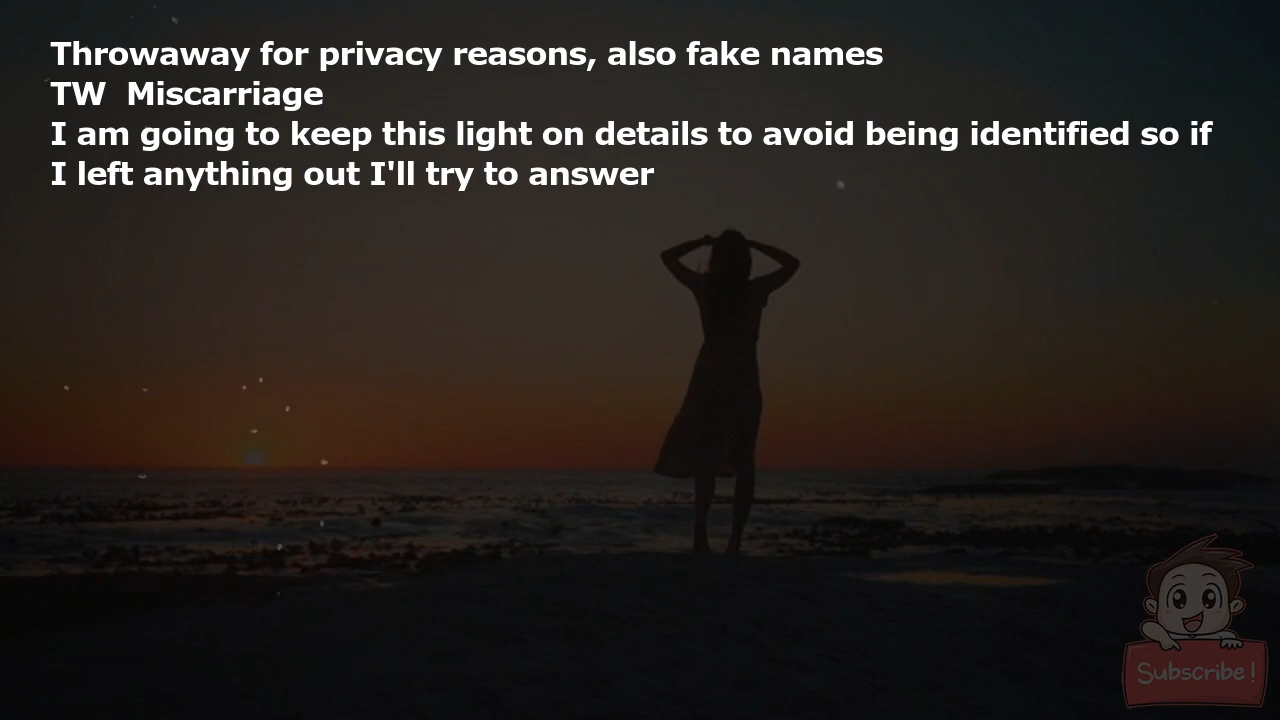 Throwaway for privacy reasons, also fake names
TW  Miscarriage
I am going to keep this light on details to avoid being identified so if
I left anything out I'll try to answer
Subscribe!